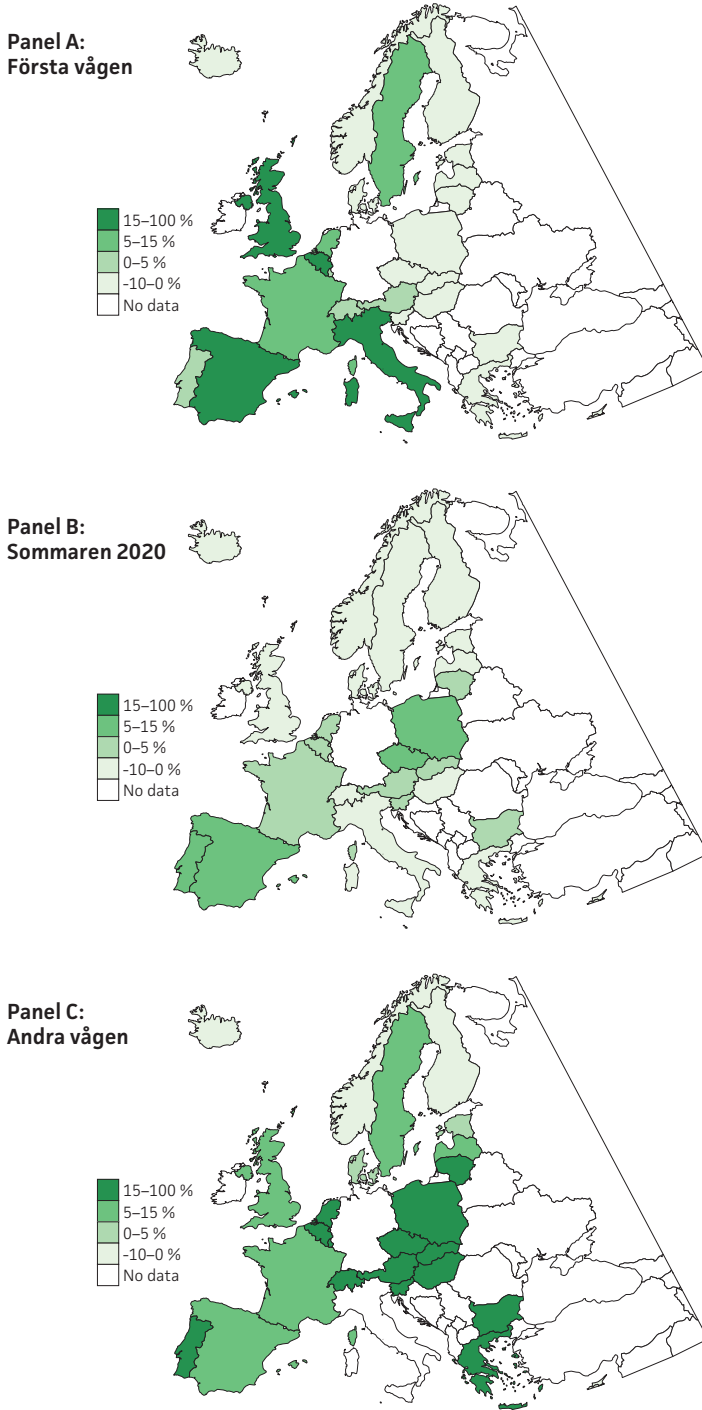 Panel A:
Första vågen
15–100 %
5–15 %
0–5 %
-10–0 %
No data
Panel B:
Sommaren 2020
15–100 %
5–15 %
0–5 %
-10–0 %
No data
Panel C:
Andra vågen
15–100 %
5–15 %
0–5 %
-10–0 %
No data